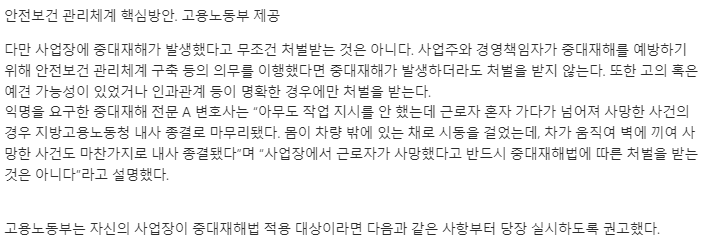 안전보건 관리체계 핵심방안. 고용노동부 제공
다만 사업장에 중대재해가 발생했다고 무조건 처벌받는 것은 아니다. 사업주와 경영책임자가 중대재해를 예방하기
위해 안전보건 관리체계 구축 등의 의무를 이행했다면 중대재해가 발생하더라도 처벌을 받지 않는다. 또한 고의 혹은
예견 가능성이 있었거나 인과관계 등이 명확한 경우에만 처벌을 받는다.
익명을 요구한 중대재해 전문 A 변호사는 “아무도 작업 지시를 안 했는데 근로자 혼자 가다가 넘어져 사망한 사건의
경우 지방고용노동청 내사 종결로 마무리됐다. 몸이 차량 밖에 있는 채로 시동을 걸었는데, 차가 움직여 벽에 끼여 사
망한 사건도 마찬가지로 내사 종결됐다”며 “사업장에서 근로자가 사망했다고 반드시 중대재해법에 따른 처벌을 받는
것은 아니다”라고 설명했다.
고용노동부는 자신의 사업장이 중대재해법 적용 대상이라면 다음과 같은 사항부터 당장 실시하도록 권고했다.